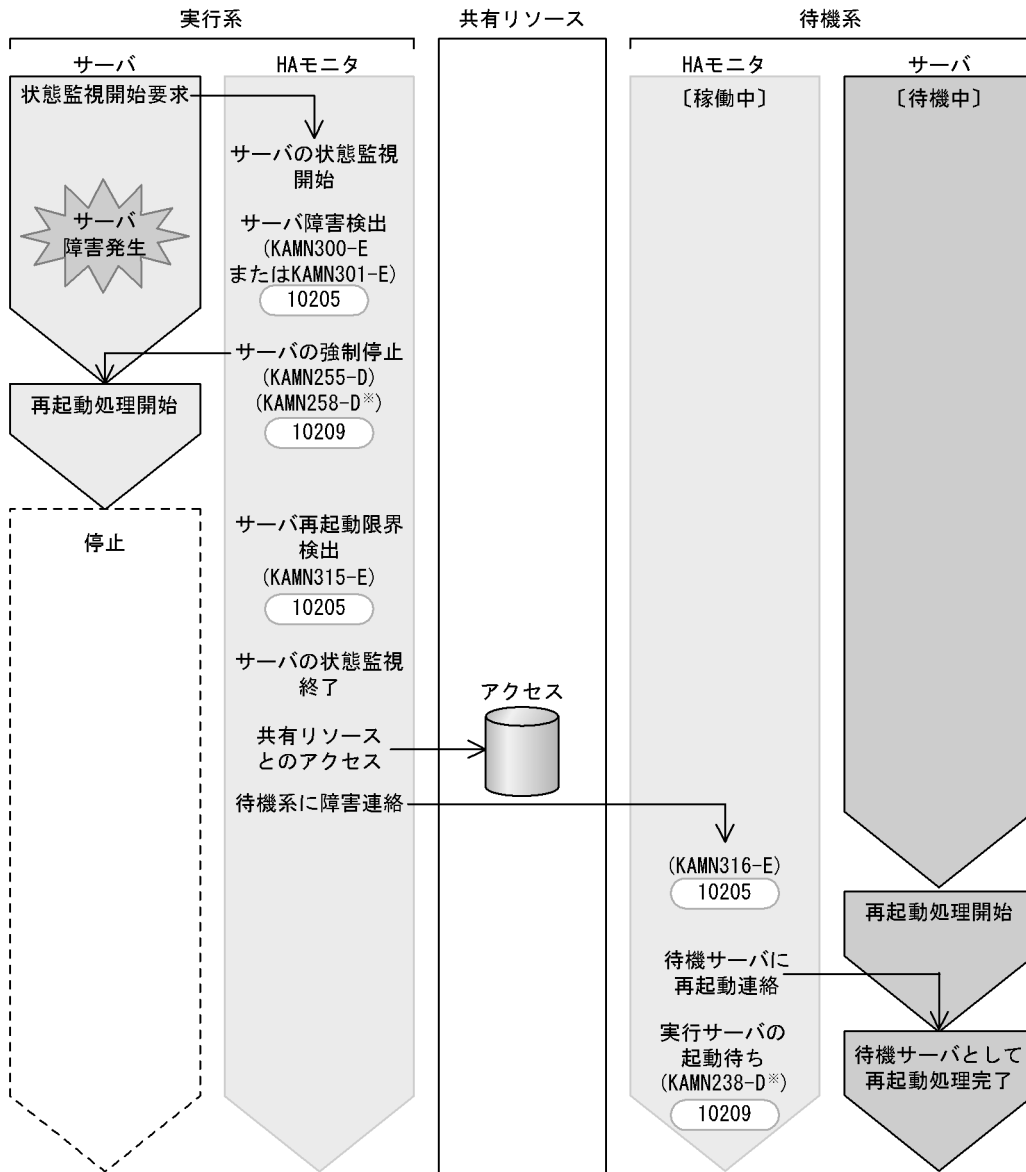 実行系
共有リソース
待機系
サーバ
HAモニタ
HAモニタ
サーバ
状態監視開始要求
〔稼働中〕
〔待機中〕
サーバの状態監視
開始
サーバ
障害発生
サーバ障害検出
(KAMN300-E
またはKAMN301-E)
10205
サーバの強制停止
(KAMN255-D)
(KAMN258-D※)
10209
再起動処理開始
停止
サーバ再起動限界
検出
(KAMN315-E)
10205
サーバの状態監視
終了
アクセス
共有リソース
とのアクセス
待機系に障害連絡
(KAMN316-E)
10205
再起動処理開始
待機サーバに
再起動連絡
実行サーバの
起動待ち
(KAMN238-D※)
10209
待機サーバとして
再起動処理完了